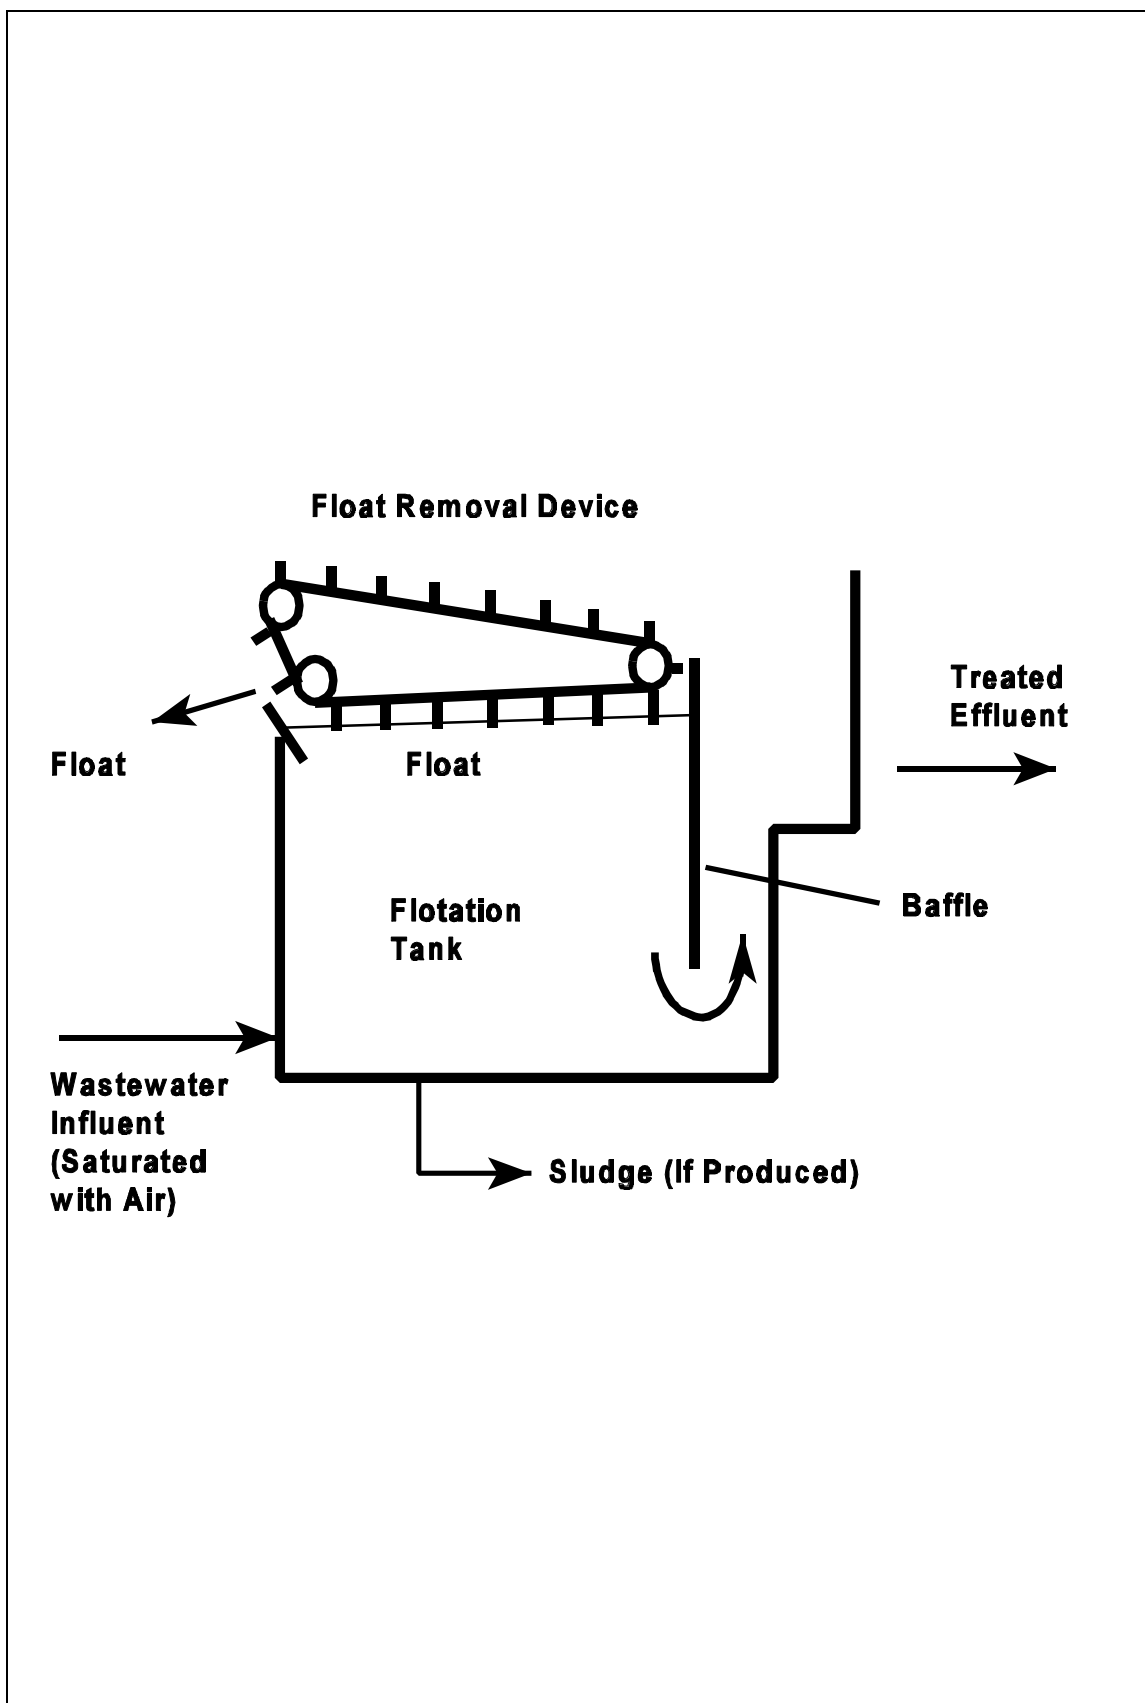 Float Removal Device
Treated
Effluent
Float
Float
Baffle
Flotation
Tank
Wastewater
Influent
(Saturated
with Air)
Sludge (If Produced)